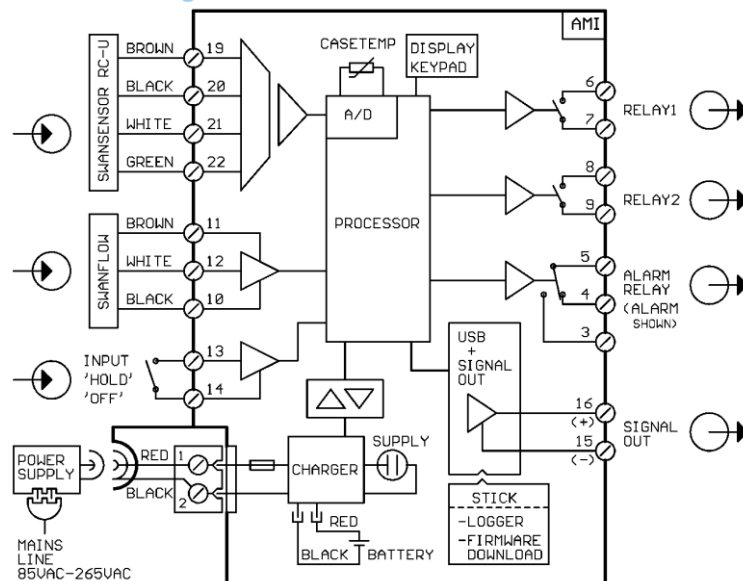 AMI
SWANSENSOR RC-U
BROWN 19
BLACK 20
WHITE 21
GREEN 22
CASETEMP
DISPLAY
KEYPAD
A/D
PROCESSOR
6
7
RELAY1
8
9
RELAY2
SWANFLOW
BROWN 11
WHITE 12
BLACK 10
5
4
3
ALARM
RELAY
(ALARM
SHOWN)
INPUT
'HOLD'
'OFF'
13
14
USB
+
SIGNAL
OUT
16
(+)
15
(-)
SIGNAL
OUT
POWER
SUPPLY
RED
BLACK
1
2
CHARGER
SUPPLY
RED
BLACK
BATTERY
STICK
-LOGGER
-FIRMWARE
DOWNLOAD
MAINS
LINE
85VAC-265VAC